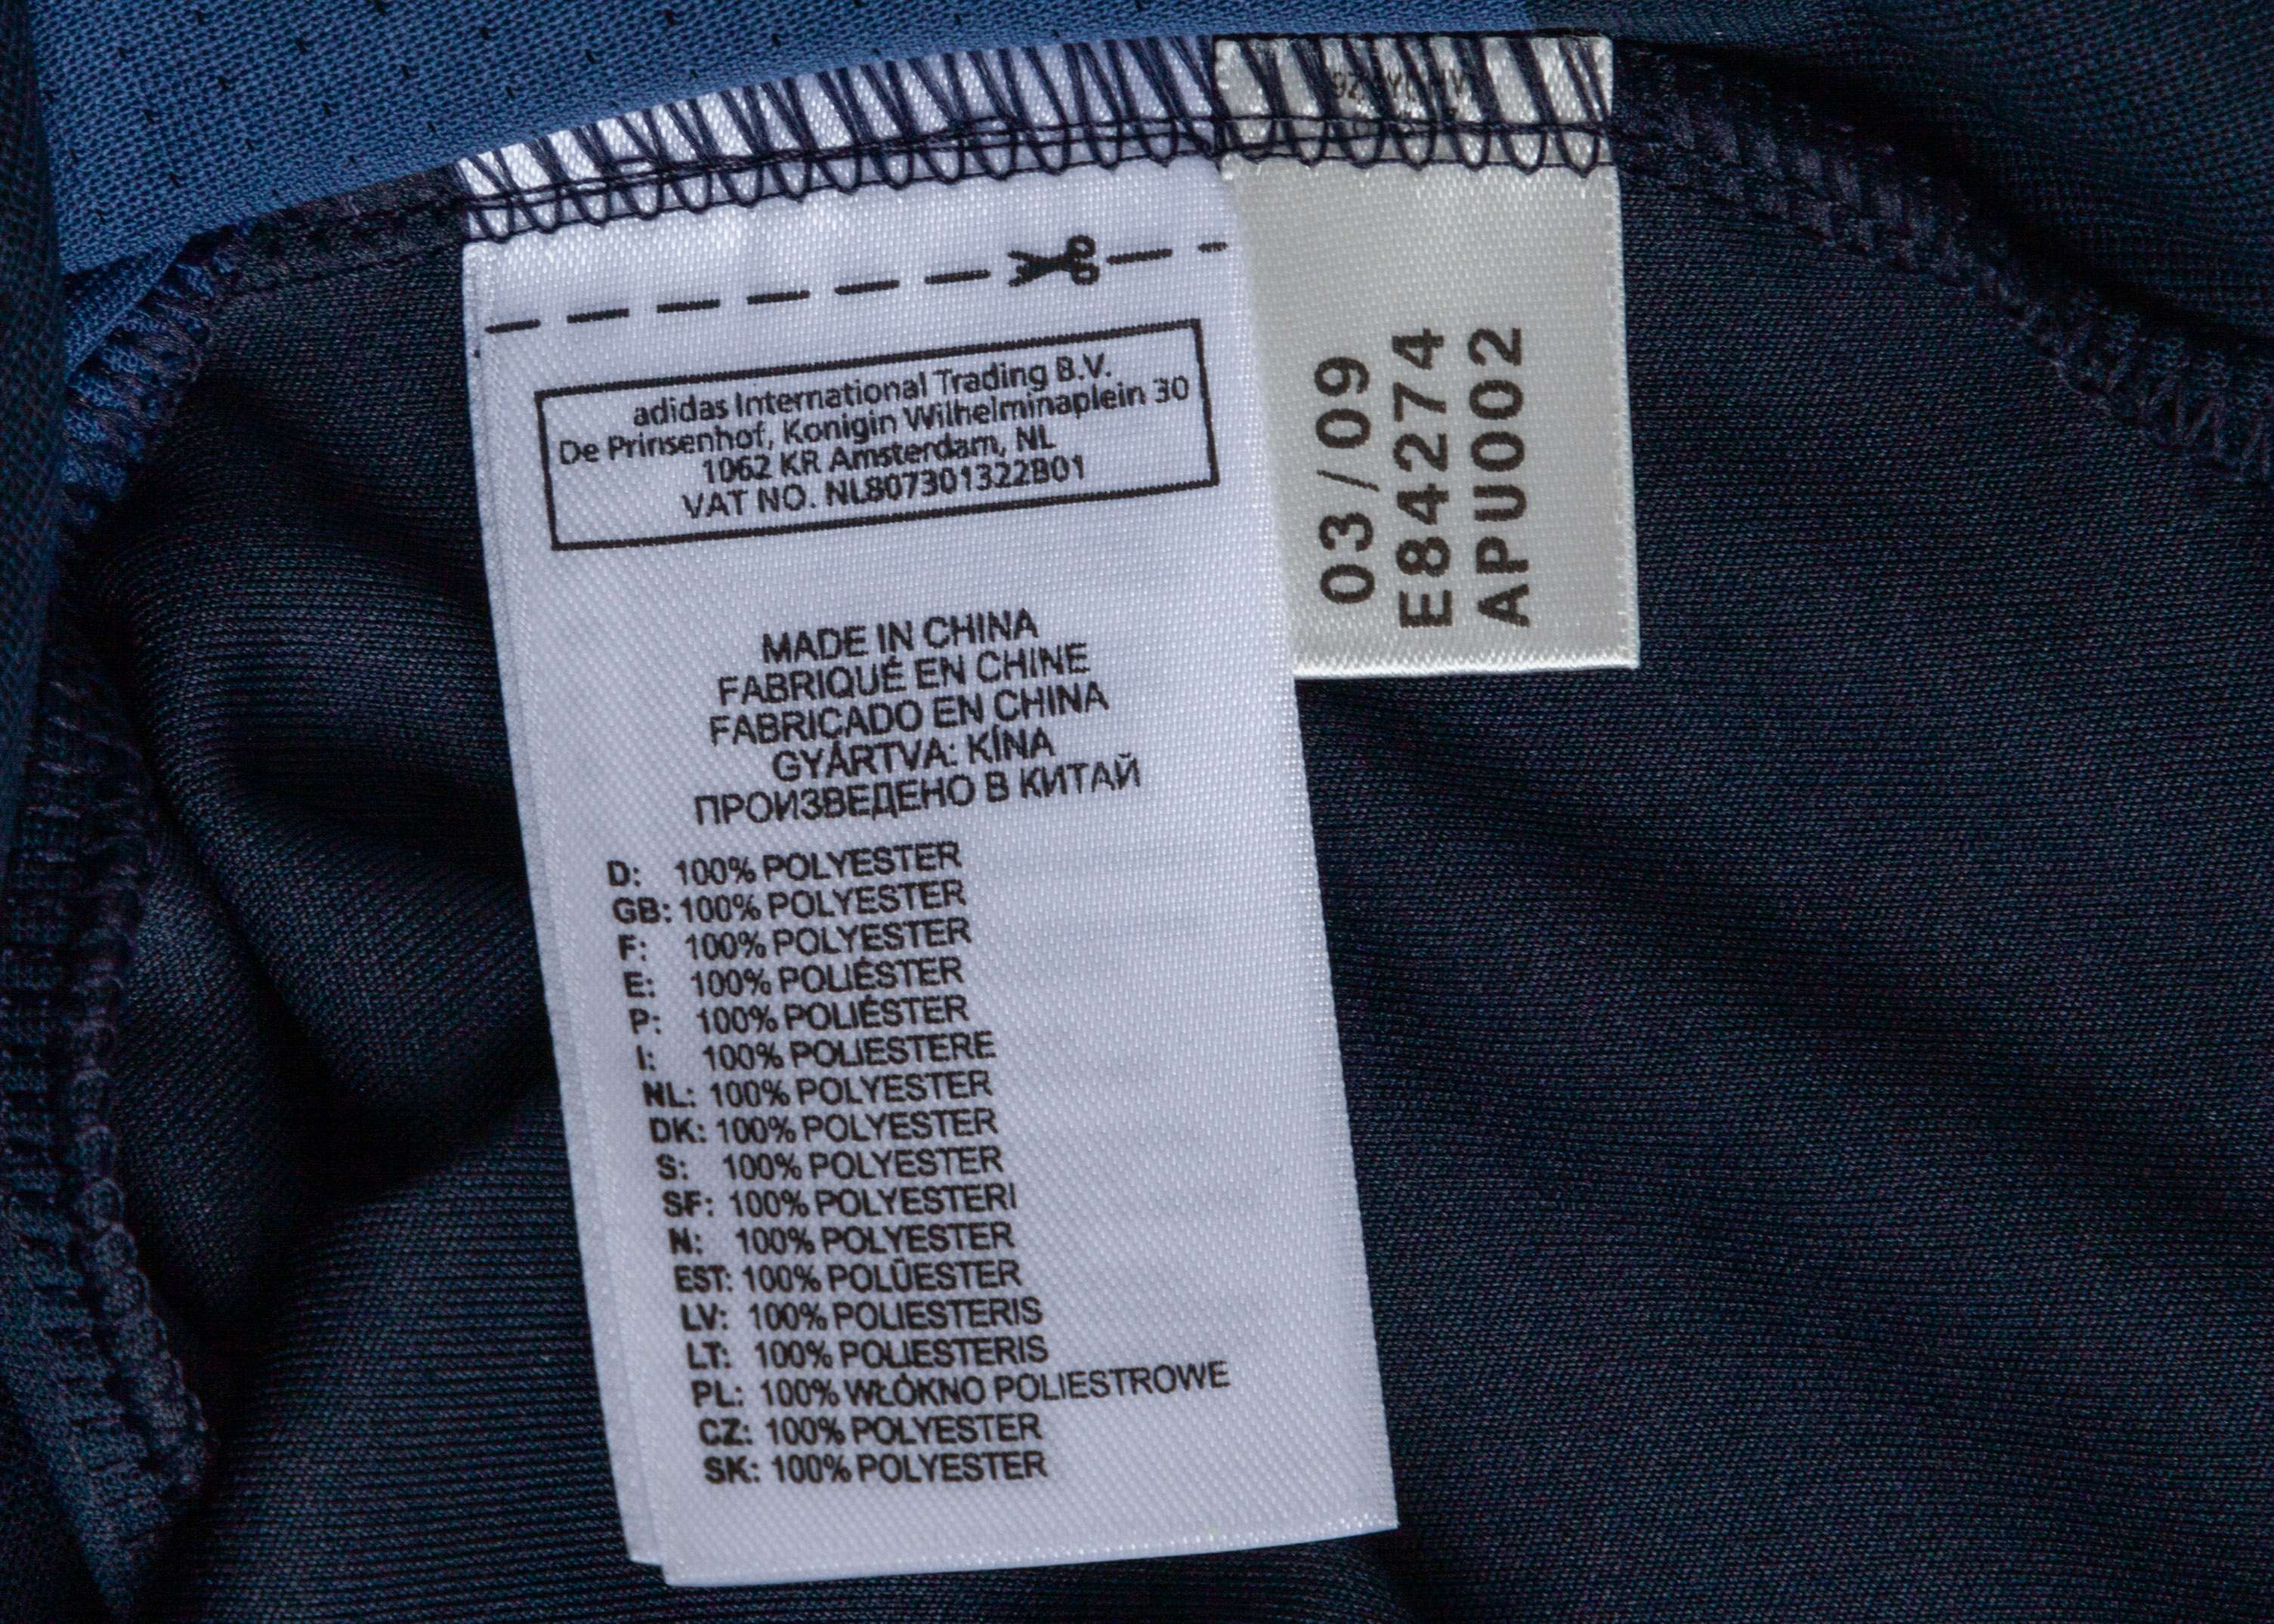 adidas International Trading B.V.
De Prinsenhof, Konigin Wilhelminaplein 30
1062 KR Amsterdam, NL
VAT NO. NL807301322B01
MADE IN CHINA
FABRIQUÉ EN CHINE
FABRICADO EN CHINA
GYÁRTVA: KÍNA
ПРОИЗВЕДЕНО В КИТАЙ
D: 100% POLYESTER
GB: 100% POLYESTER
F: 100% POLYESTER
E: 100% POLIÉSTER
P: 100% POLIÉSTER
I: 100% POLIESTERE
NL: 100% POLYESTER
DK: 100% POLYESTER
S: 100% POLYESTER
SF: 100% POLYESTERI
N: 100% POLYESTER
EST: 100% POLÜESTER
LV: 100% POLIESTERIS
LT: 100% POLIESTERIS
PL: 100% WŁÓKNO POLIESTROWE
CZ: 100% POLYESTER
SK: 100% POLYESTER
03/09
E84274
APU002